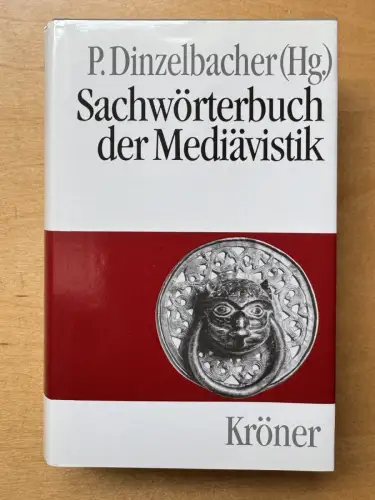 P. Dinzelbacher (Hg.)
Sachwörterbuch
der Mediävistik
Kröner